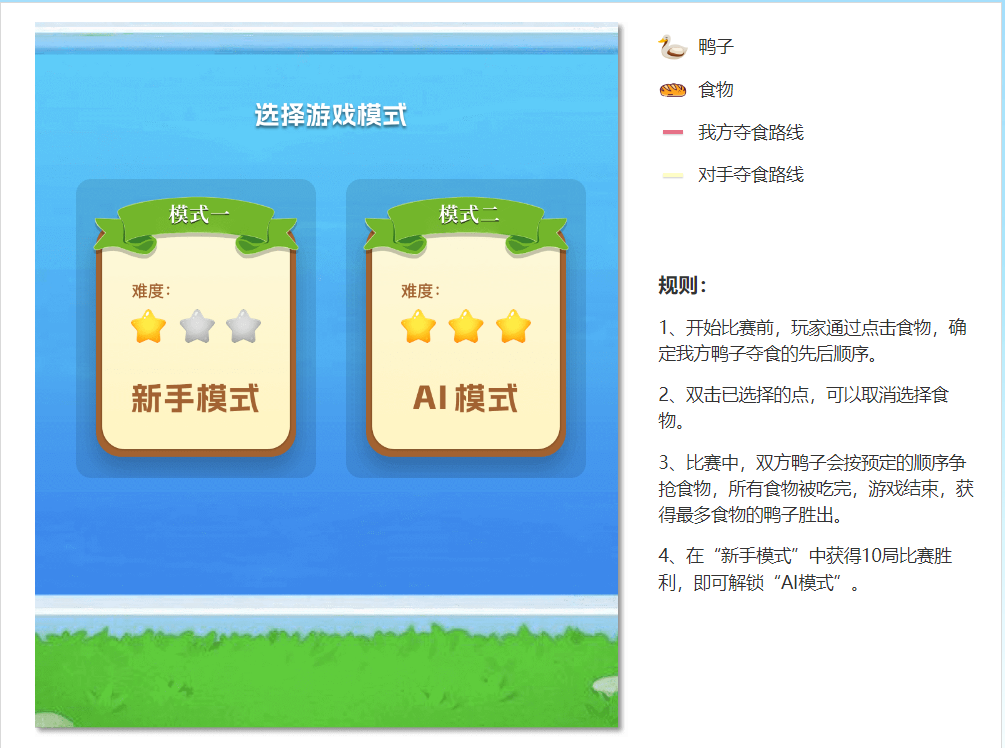 选择游戏模式
模式一
难度：
新手模式
模式二
难度：
AI 模式
鸭子
食物
我方夺食路线
对手夺食路线
规则：
1、开始比赛前，玩家通过点击食物，确
定我方鸭子夺食的先后顺序。
2、双击已选择的点，可以取消选择食
物。
3、比赛中，双方鸭子会按预定的顺序争
抢食物，所有食物被吃完，游戏结束，获
得最多食物的鸭子胜出。
4、在“新手模式”中获得10局比赛胜
利，即可解锁“AI模式”。